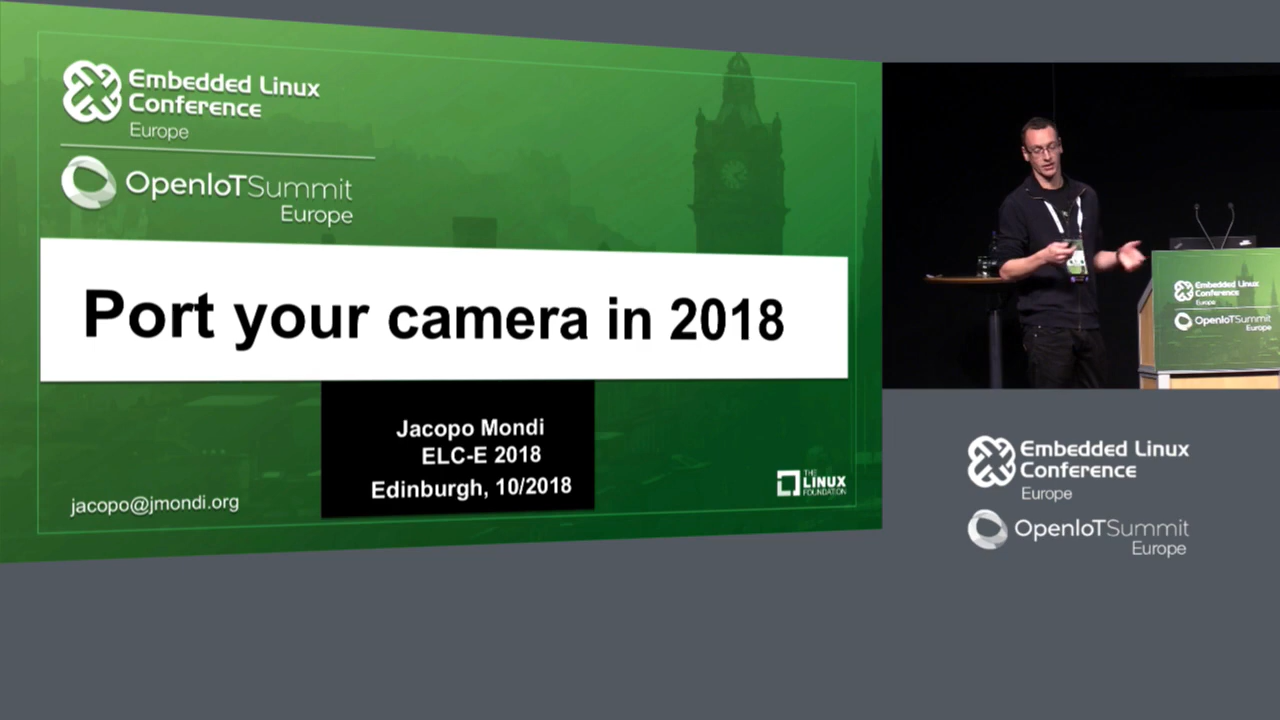 Embedded Linux
Conference
Europe
OpenIoTSummit
Europe
Port your camera in 2018
Jacopo Mondi
ELC-E 2018
Edinburgh, 10/2018
jacopo@jmondi.org
THE
LINUX
FOUNDATION
Embedded Linux
Conference
Europe
OpenIoTSummit
Europe
Embedded Linux
Conference
Europe
OpenIoTSummit
Europe